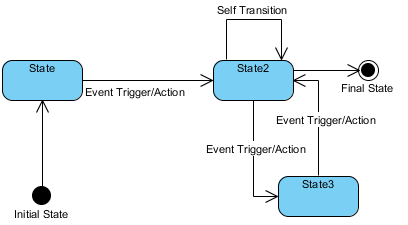 Self Transition
State
State2
Event Trigger/Action
Final State
Event Trigger/Action
Event Trigger/Action
State3
Initial State